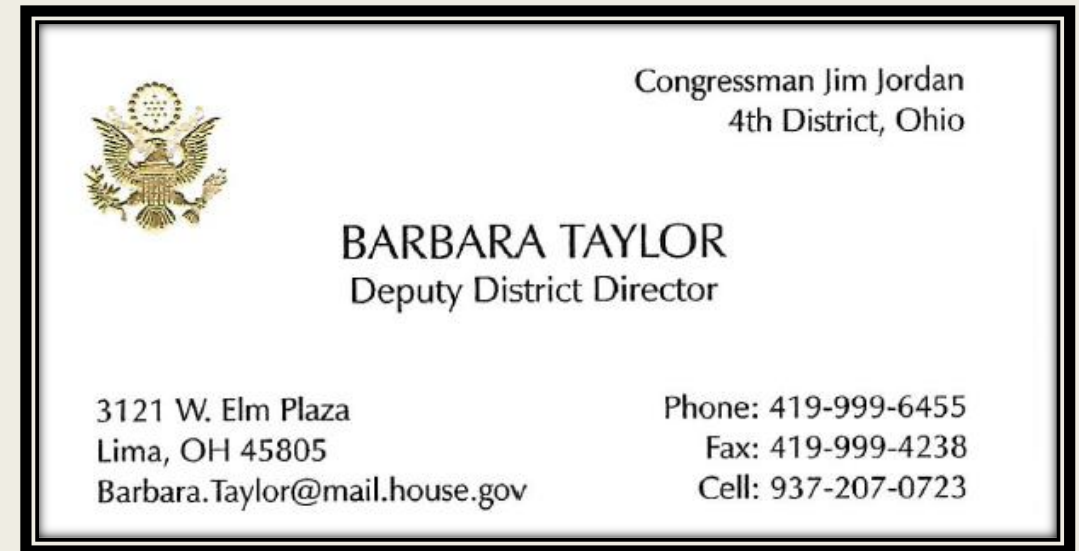 Congressman Jim Jordan
4th District, Ohio
BARBARA TAYLOR
Deputy District Director
3121 W. Elm Plaza
Lima, OH 45805
Barbara.Taylor@mail.house.gov
Phone: 419-999-6455
Fax: 419-999-4238
Cell: 937-207-0723